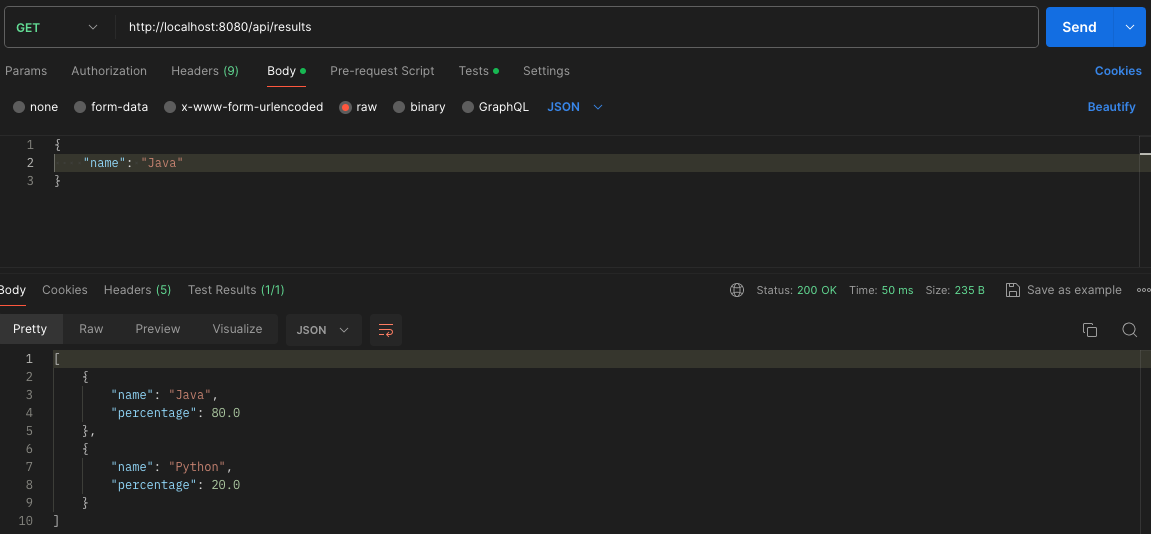 GET http://localhost:8080/api/results Send
Params Authorization Headers (9) Body Pre-request Script Tests Settings Cookies
none form-data x-www-form-urlencoded raw binary GraphQL JSON Beautify
1 {
2 "name": "Java"
3 }
Body Cookies Headers (5) Test Results (1/1) Status: 200 OK Time: 50 ms Size: 235 B Save as example
Pretty Raw Preview Visualize JSON
1 [
2 {
3 "name": "Java",
4 "percentage": 80.0
5 },
6 {
7 "name": "Python",
8 "percentage": 20.0
9 }
10 ]